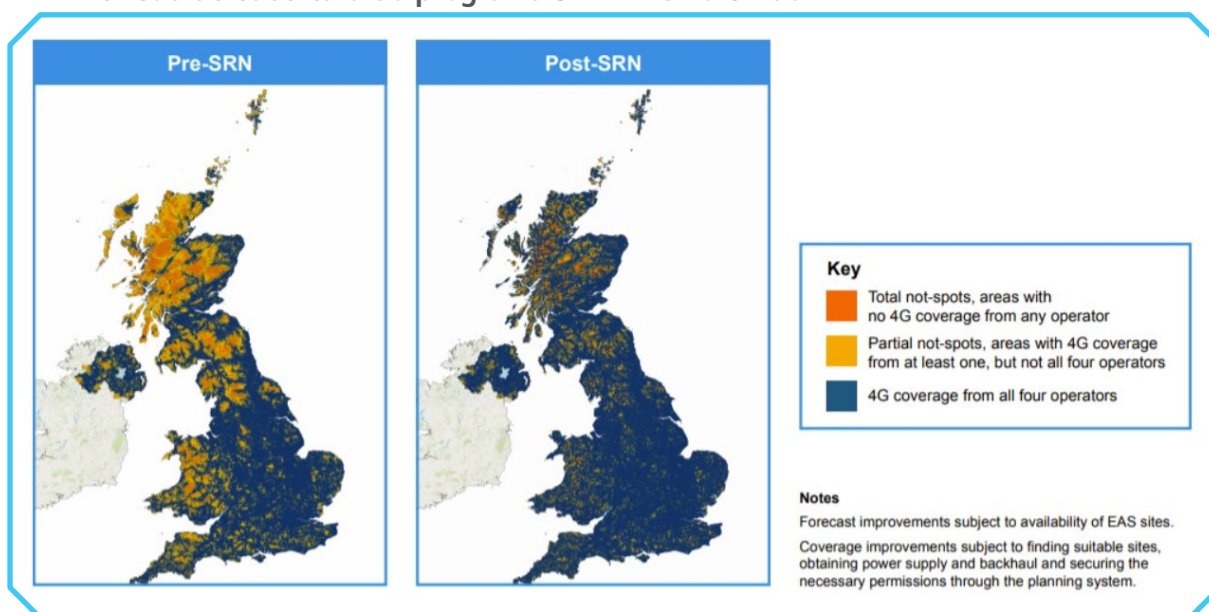 Pre-SRN
Post-SRN
Key
Total not-spots, areas with
no 4G coverage from any operator
Partial not-spots, areas with 4G coverage
from at least one, but not all four operators
4G coverage from all four operators
Notes
Forecast improvements subject to availability of EAS sites.
Coverage improvements subject to finding suitable sites,
obtaining power supply and backhaul and securing the
necessary permissions through the planning system.